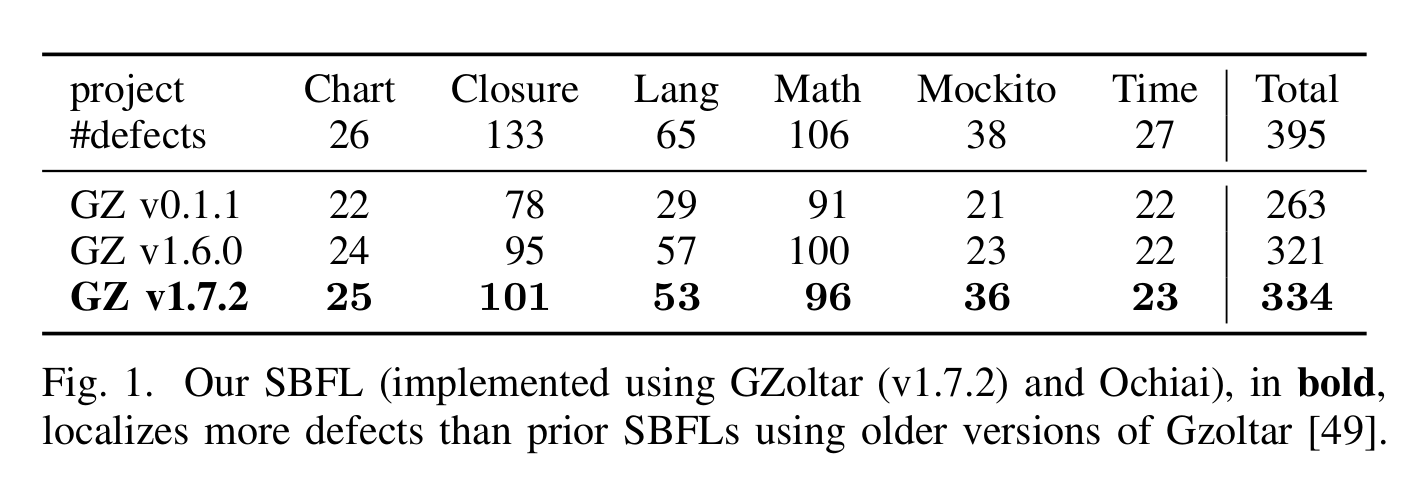 project Chart Closure Lang Math Mockito Time Total
#defects 26 133 65 106 38 27 395
GZ v0.1.1 22 78 29 91 21 22 263
GZ v1.6.0 24 95 57 100 23 22 321
GZ v1.7.2 25 101 53 96 36 23 334
Fig. 1. Our SBFL (implemented using GZoltar (v1.7.2) and Ochiai), in bold,
localizes more defects than prior SBFLs using older versions of Gzoltar [49].